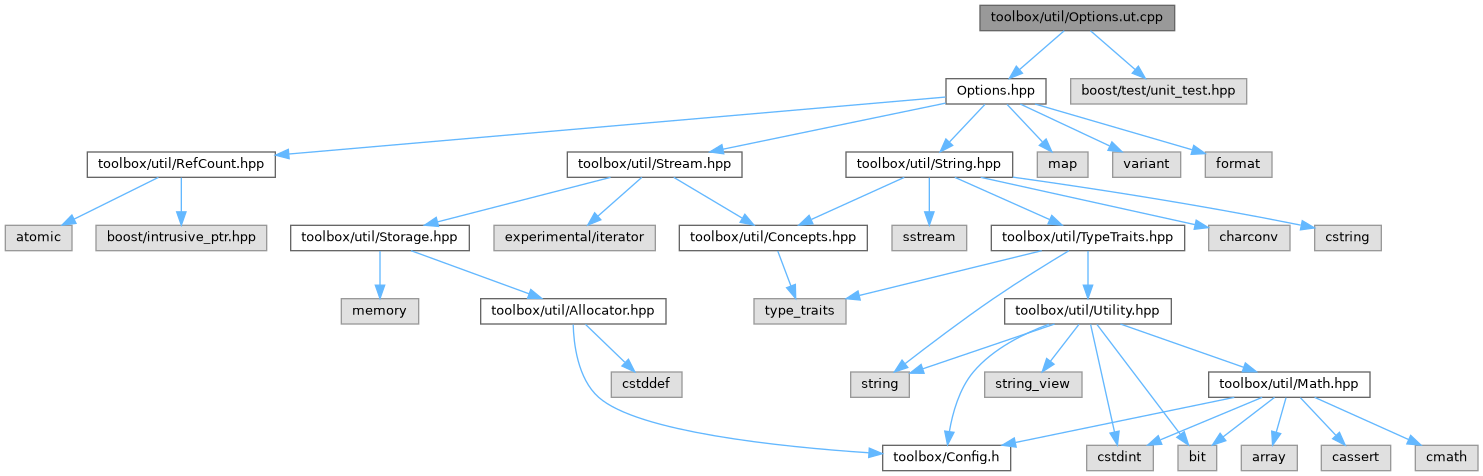 toolbox/util/Options.ut.cpp
Options.hpp
boost/test/unit_test.hpp
toolbox/util/RefCount.hpp
toolbox/util/Stream.hpp
toolbox/util/String.hpp
map
variant
format
atomic
boost/intrusive_ptr.hpp
toolbox/util/Storage.hpp
experimental/iterator
toolbox/util/Concepts.hpp
sstream
toolbox/util/TypeTraits.hpp
charconv
cstring
memory
toolbox/util/Allocator.hpp
type_traits
toolbox/util/Utility.hpp
cstddef
string
string_view
toolbox/util/Math.hpp
toolbox/Config.h
cstdint
bit
array
cassert
cmath